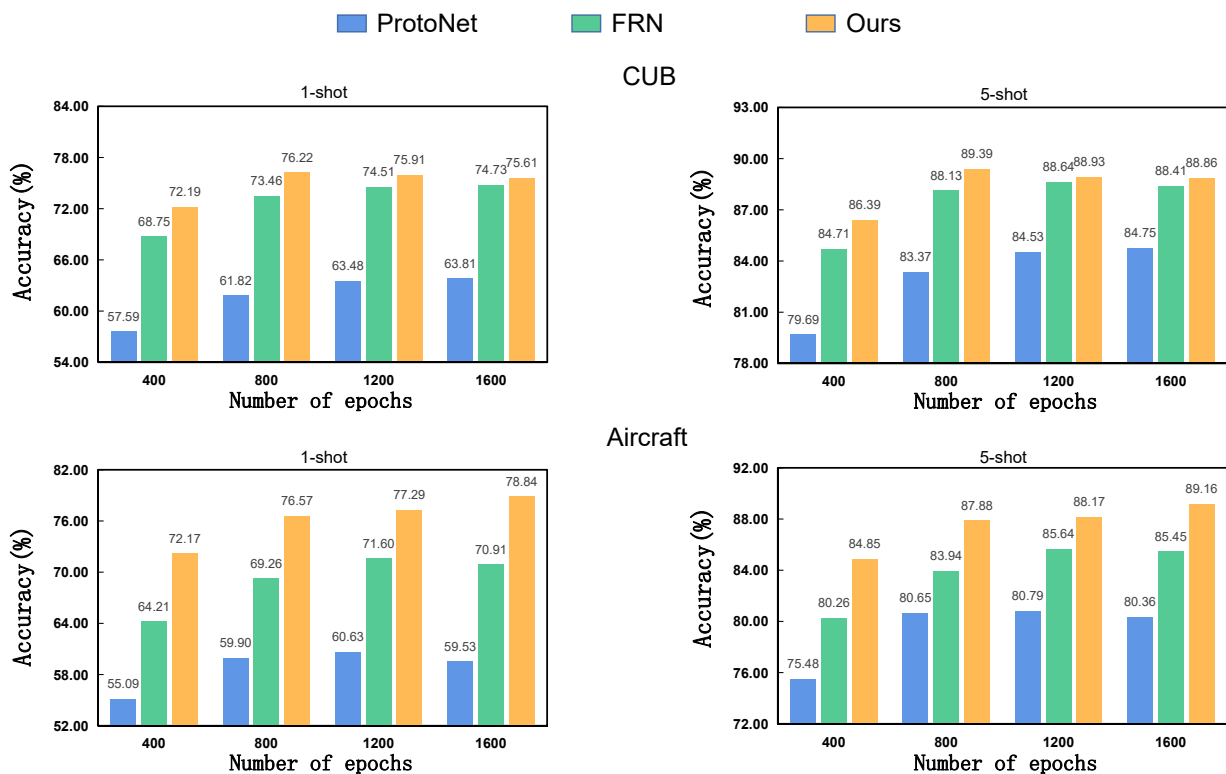 ProtoNet FRN Ours
CUB
1-shot
84.00
78.00
72.00
66.00
60.00
54.00
Accuracy(%)
57.59 68.75 72.19
61.82 73.46 76.22
63.48 74.51 75.91
63.81 74.73 75.61
400 800 1200 1600
Number of epochs
5-shot
93.00
90.00
87.00
84.00
81.00
78.00
Accuracy(%)
79.69 84.71 86.39
83.37 88.13 89.39
84.53 88.64 88.93
84.75 88.41 88.86
400 800 1200 1600
Number of epochs
Aircraft
1-shot
82.00
76.00
70.00
64.00
58.00
52.00
Accuracy(%)
55.09 64.21 72.17
59.90 69.26 76.57
60.63 71.60 77.29
59.53 70.91 78.84
400 800 1200 1600
Number of epochs
5-shot
92.00
88.00
84.00
80.00
76.00
72.00
Accuracy(%)
75.48 80.26 84.85
80.65 83.94 87.88
80.79 85.64 88.17
80.36 85.45 89.16
400 800 1200 1600
Number of epochs